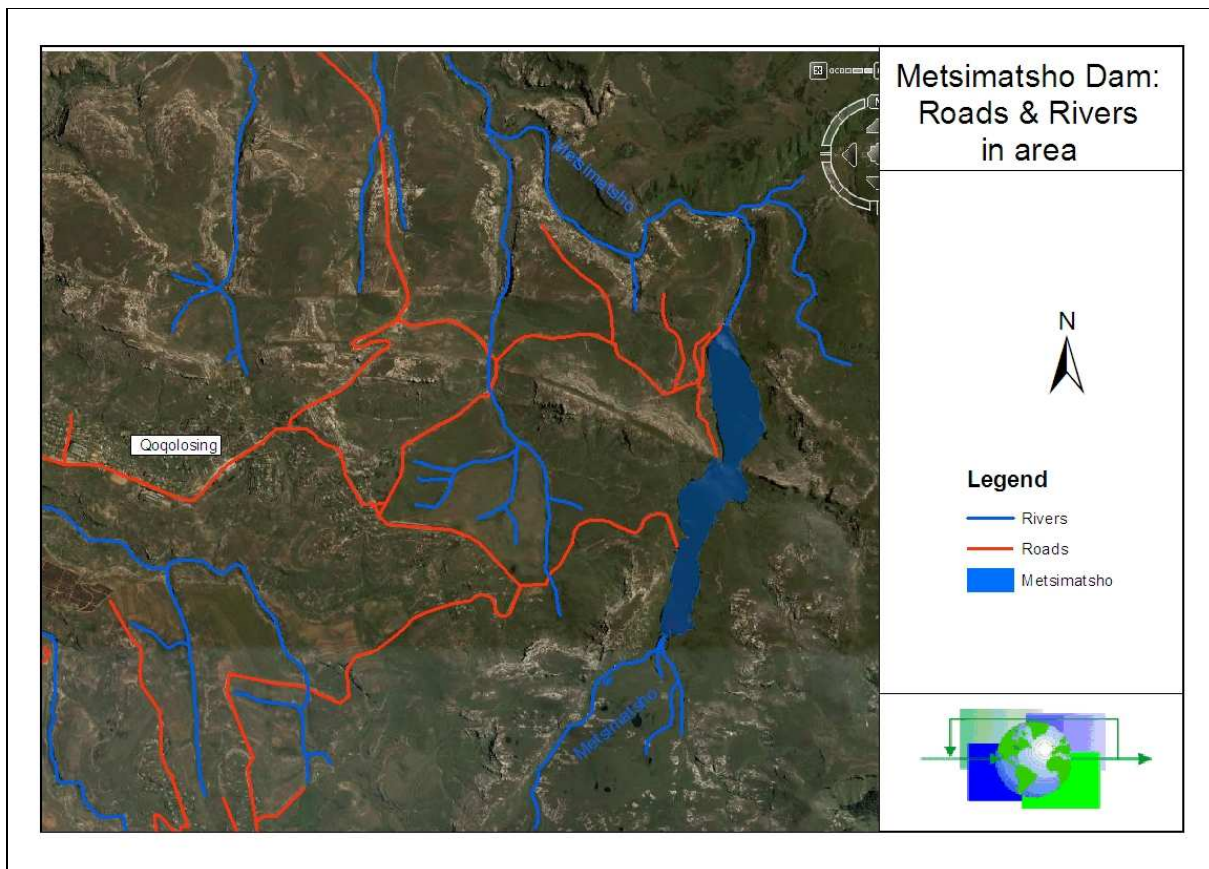 Metsimatsho Dam:
Roads & Rivers
in area
Metsimatsho
N
Qoqolosing
Legend
Rivers
Roads
Metsimatsho
Metsimatsho